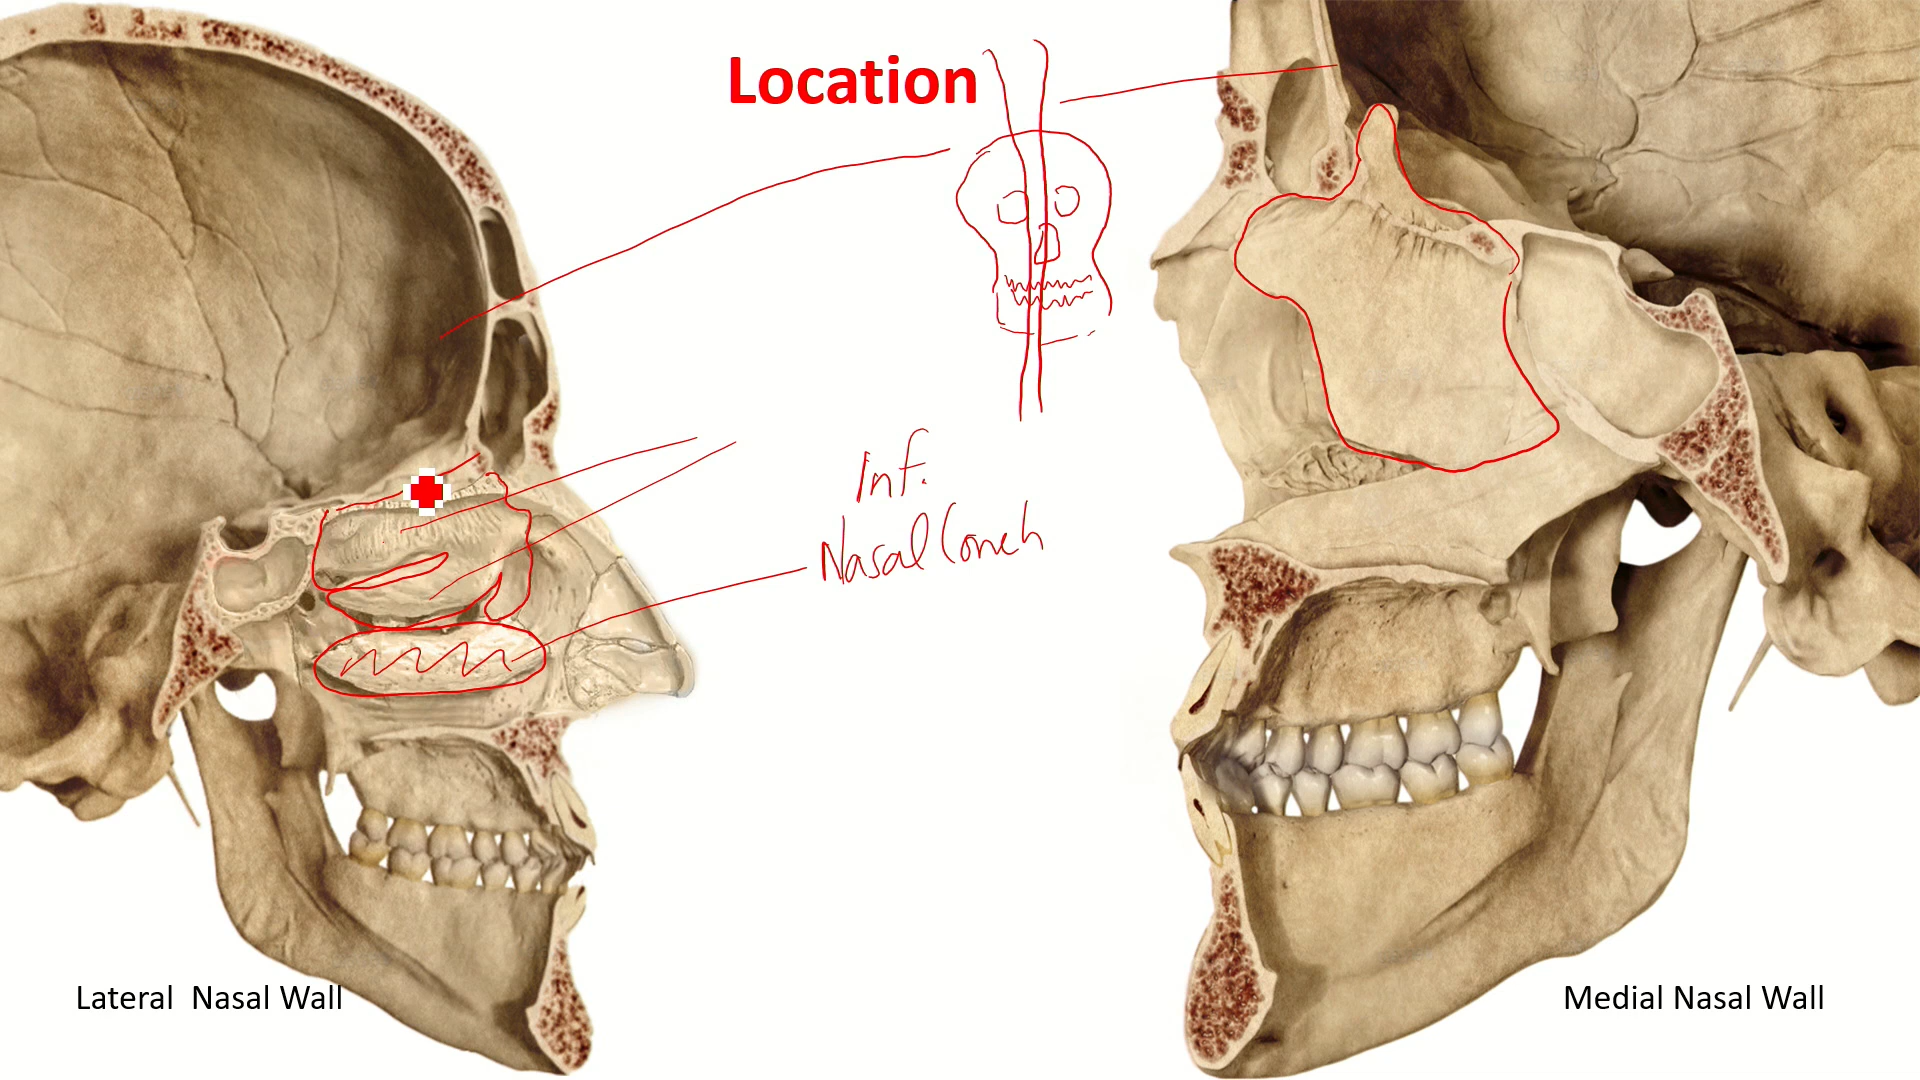 Location
Inf.
Nasal Conch
Lateral Nasal Wall
Medial Nasal Wall